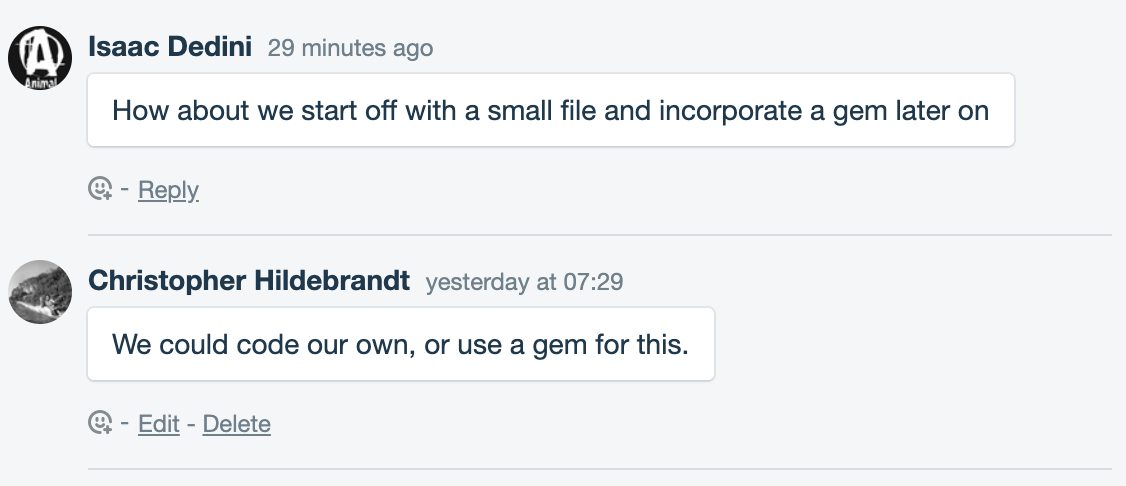 Animal
Isaac Dedini 29 minutes ago
How about we start off with a small file and incorporate a gem later on
- Reply
Christopher Hildebrandt yesterday at 07:29
We could code our own, or use a gem for this.
- Edit - Delete